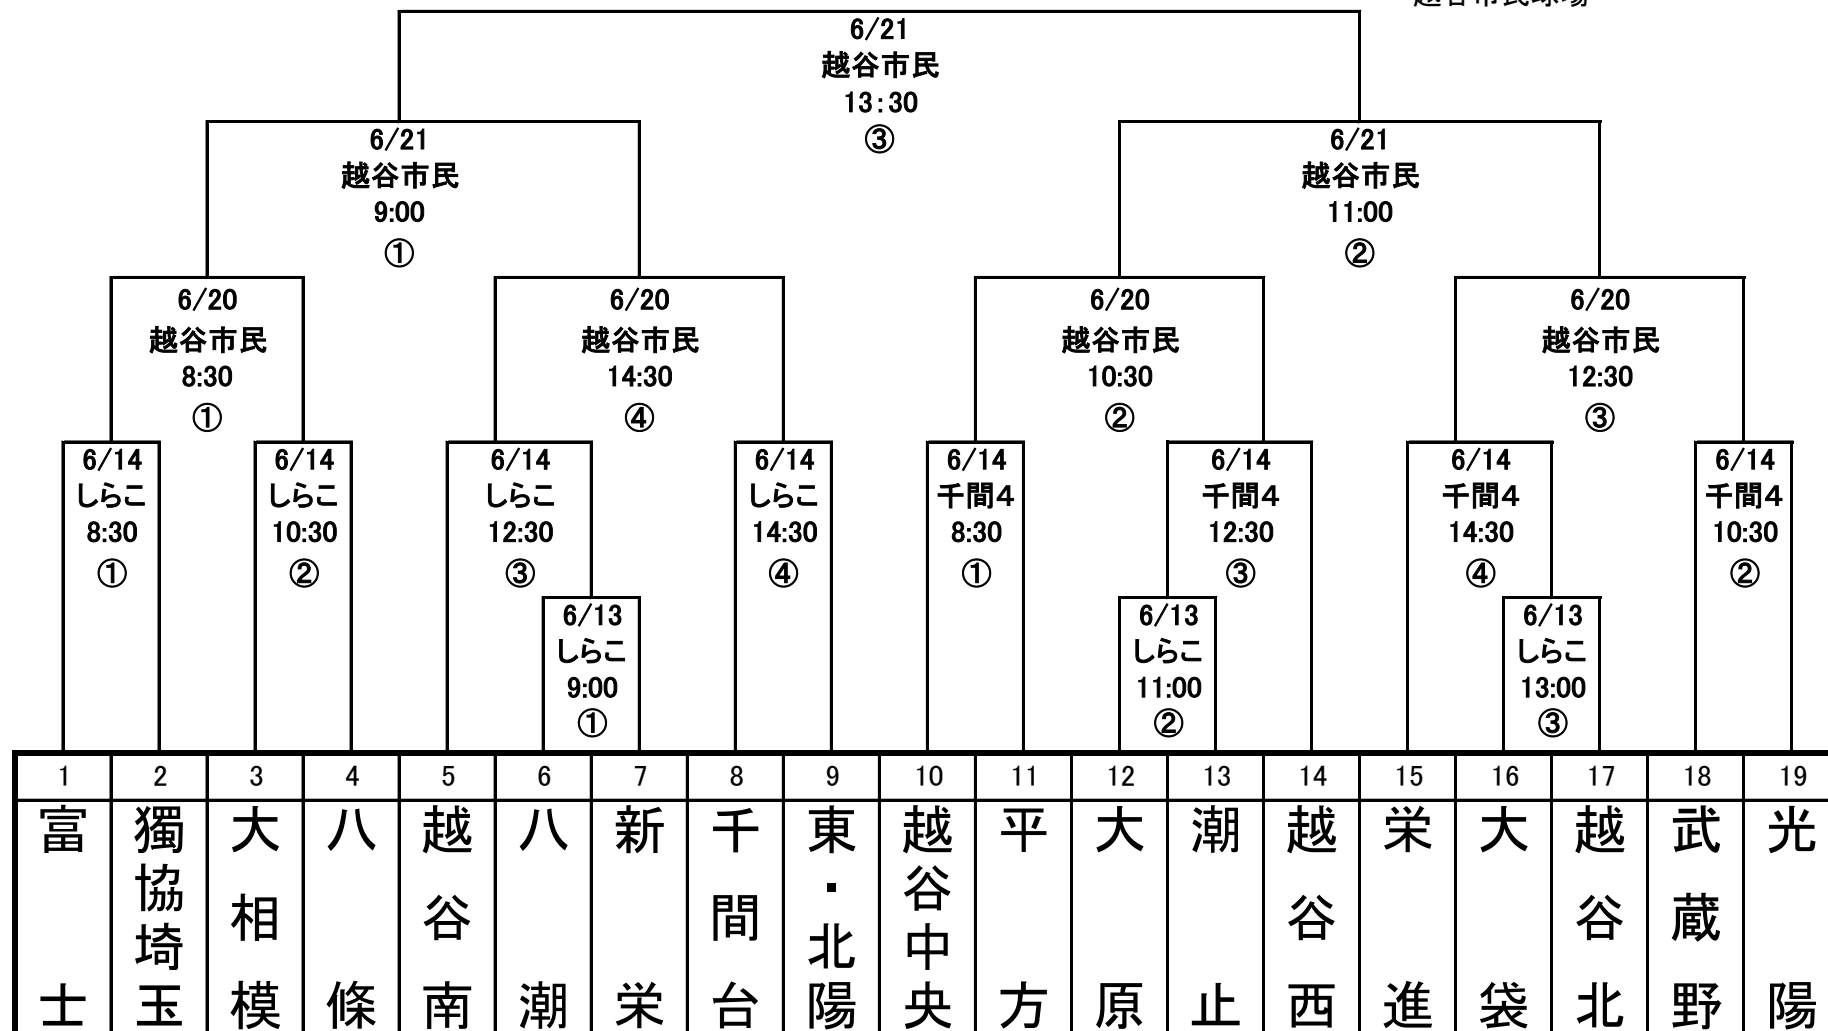 6/21
越谷市民
13:30
③
6/21
越谷市民
9:00
①
6/21
越谷市民
11:00
②
6/20
越谷市民
8:30
①
6/20
越谷市民
14:30
④
6/20
越谷市民
10:30
②
6/20
越谷市民
12:30
③
6/14
しらこ
8:30
①
6/14
しらこ
10:30
②
6/14
しらこ
12:30
③
6/14
しらこ
14:30
④
6/14
千間4
8:30
①
6/14
千間4
12:30
③
6/14
千間4
14:30
④
6/14
千間4
10:30
②
6/13
しらこ
9:00
①
6/13
しらこ
11:00
②
6/13
しらこ
13:00
③
1 2 3 4 5 6 7 8 9 10 11 12 13 14 15 16 17 18 19
富士
獨協埼玉
大相模
八條
越谷南
八潮
新栄
千間台
東・北陽
越谷中央
平方
大原
潮止
越谷西
栄進
大袋
越谷北
武蔵野
光陽